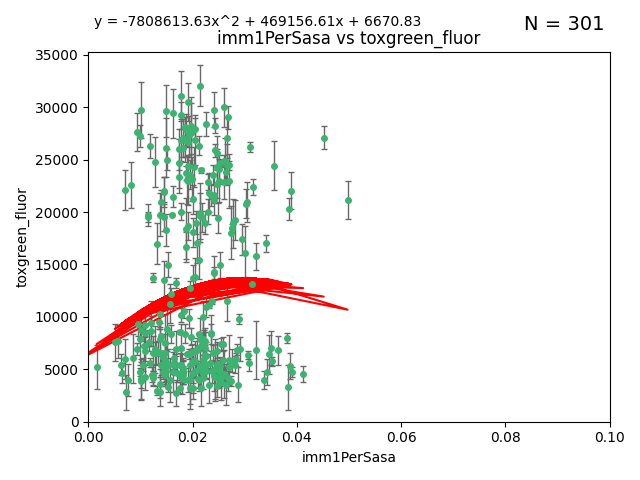 y = -7808613.63x^2 + 469156.61x + 6670.83
N = 301
imm1PerSasa vs toxgreen_fluor
35000
30000
25000
20000
15000
10000
5000
0
toxgreen_fluor
0.00 0.02 0.04 0.06 0.08 0.10
imm1PerSasa